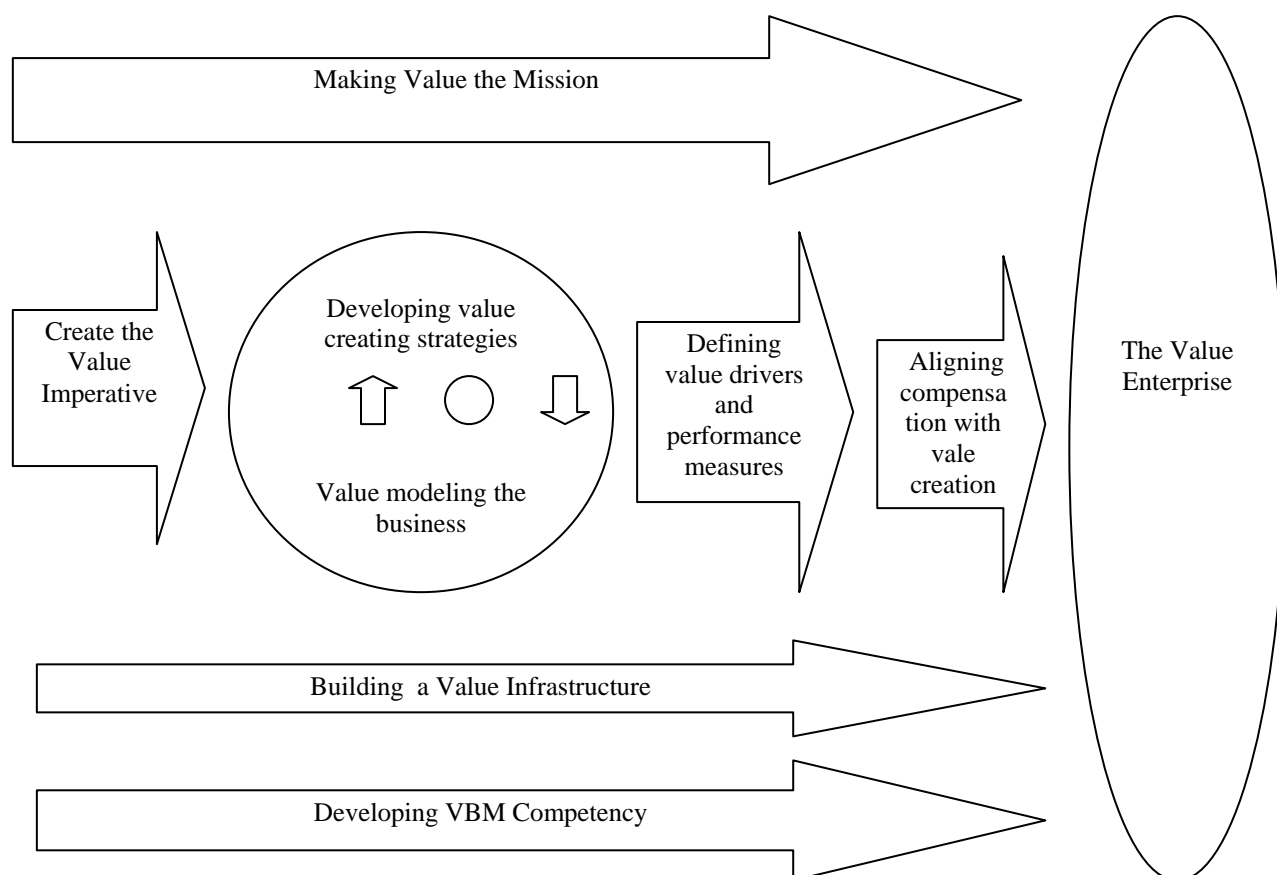 Making Value the Mission
Create the
Value
Imperative
Developing value
creating strategies
Value modeling the
business
Defining
value drivers
and
performance
measures
Aligning
compensa
tion with
vale
creation
The Value
Enterprise
Building  a Value Infrastructure
Developing VBM Competency